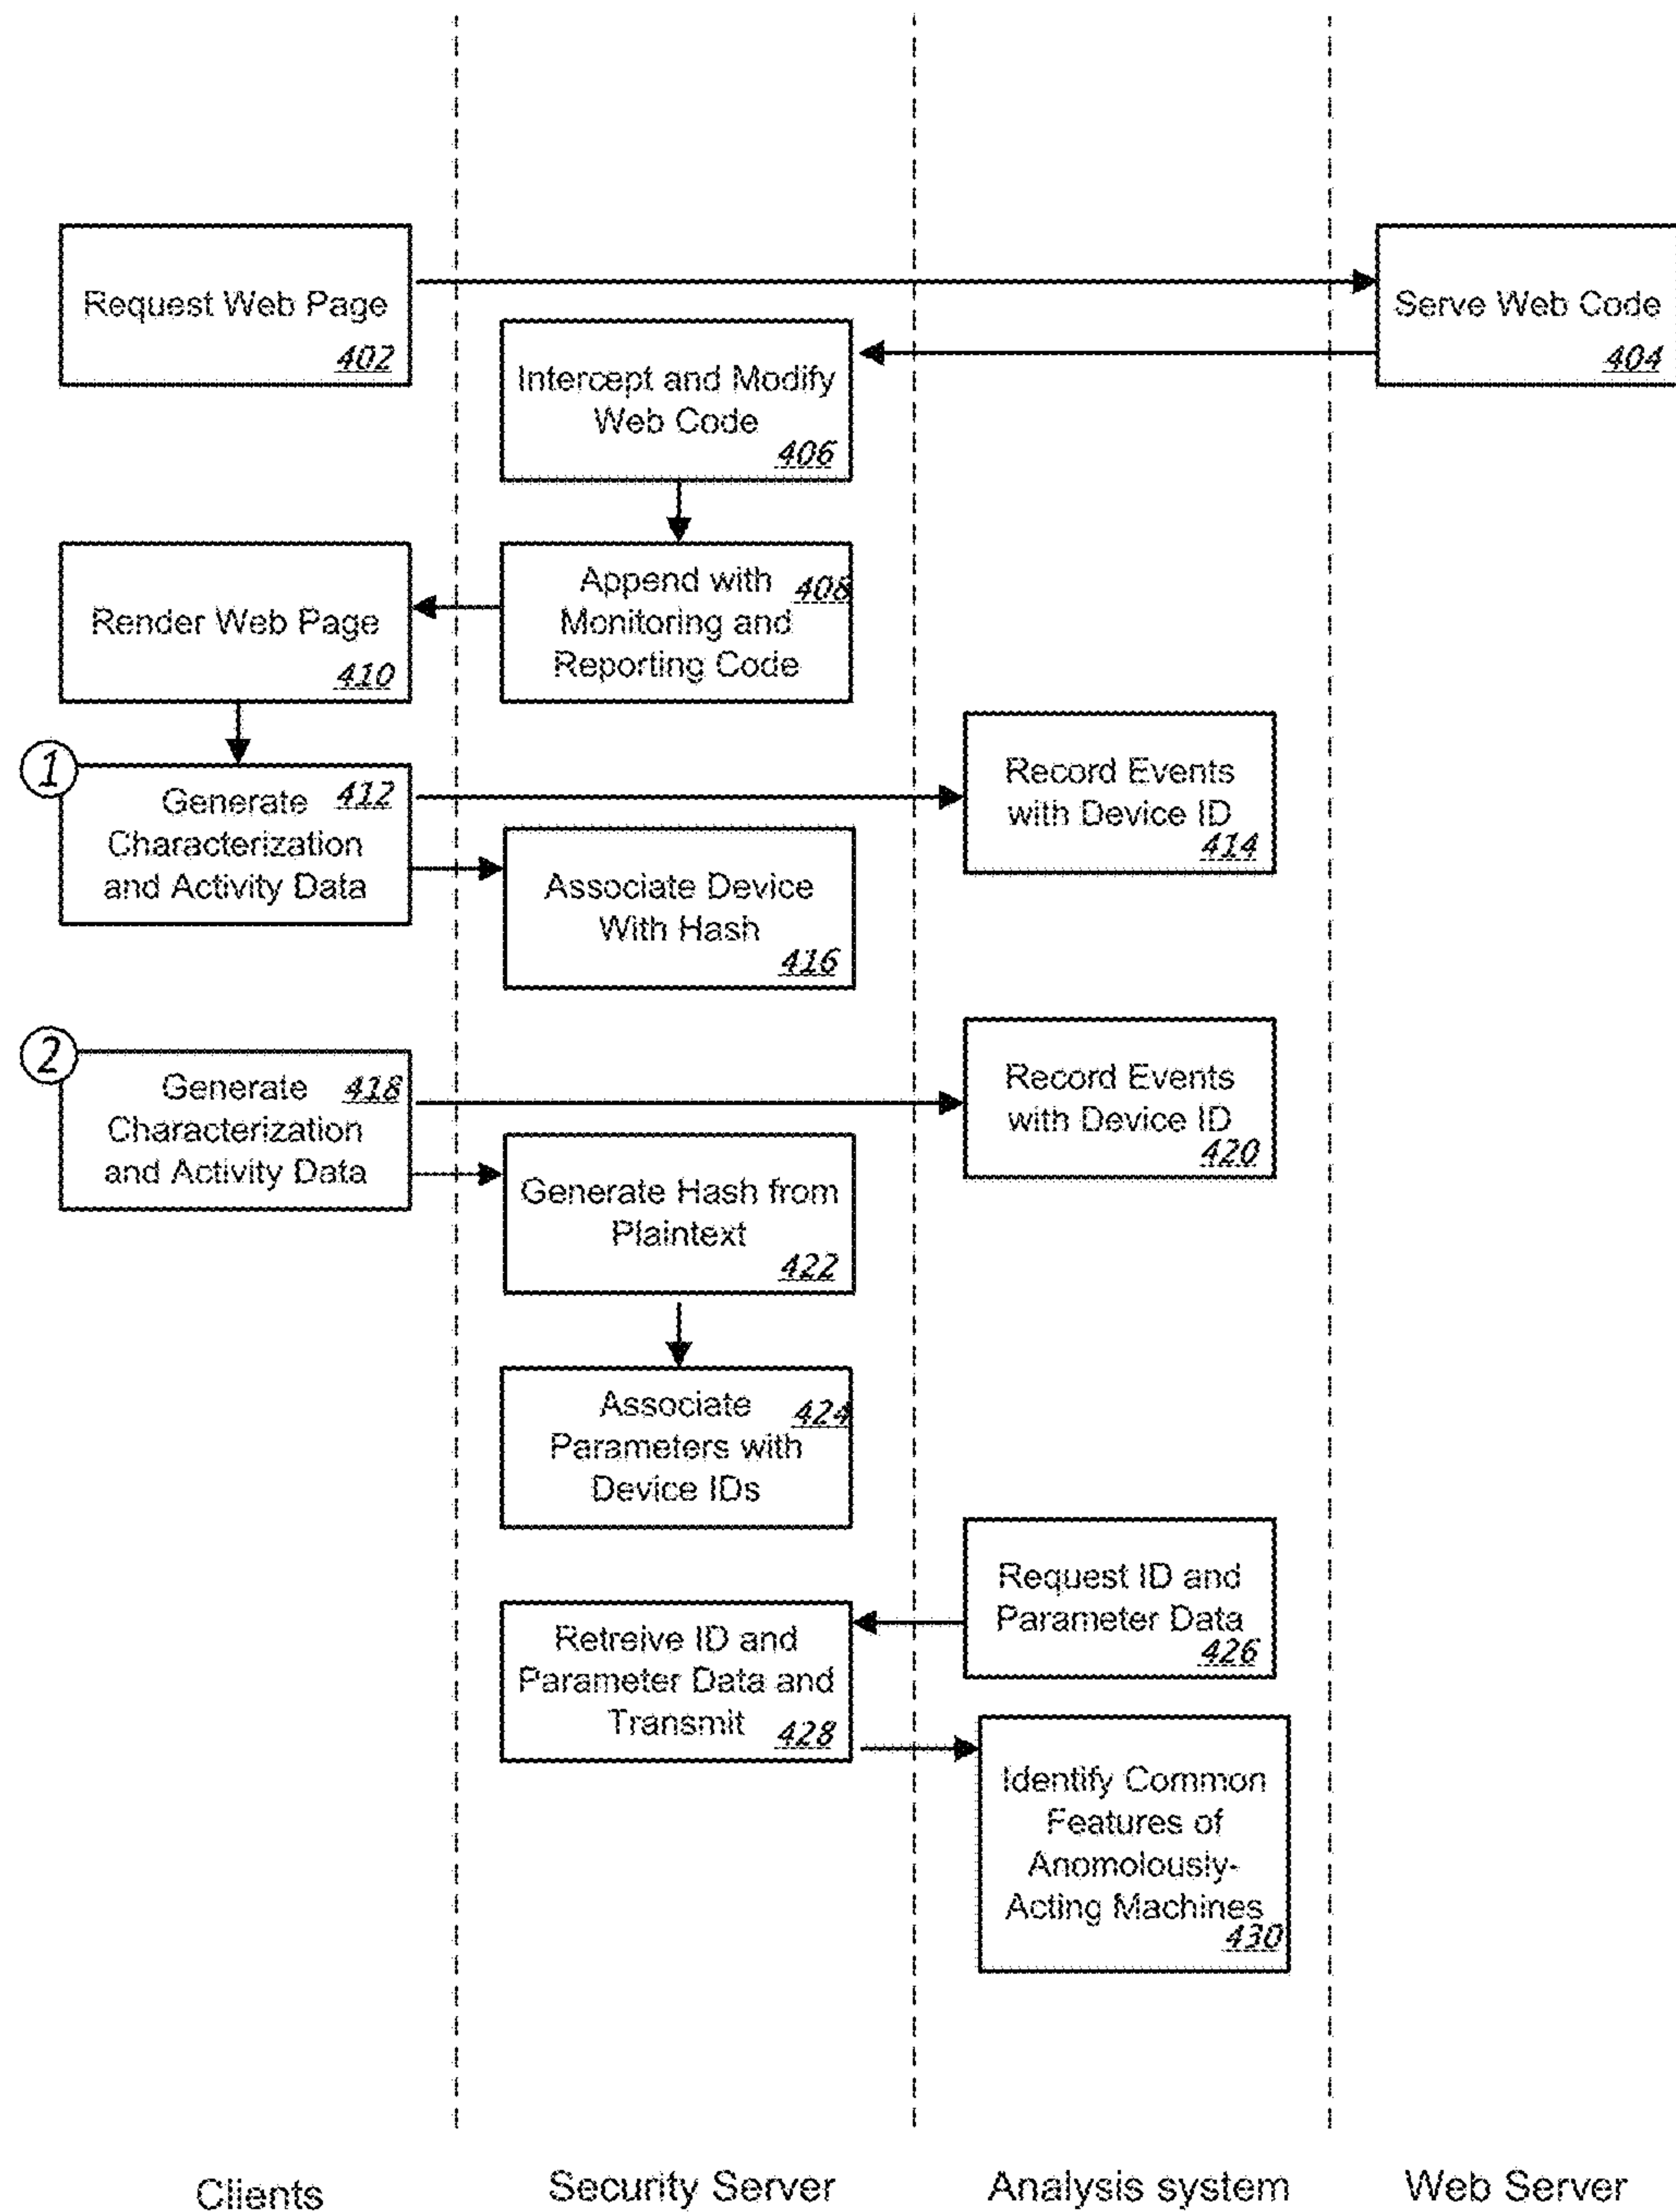 Request Web Page
402
Serve Web Code
404
Intercept and Modify
Web Code
406
Append with
408
Monitoring and
Reporting Code
Render Web Page
410
1
Generate
412
Characterization
and Activity Data
Record Events
with Device ID
414
Associate Device
With Hash
416
2
Generate
418
Characterization
and Activity Data
Record Events
with Device ID
420
Generate Hash from
Plaintext
422
Associate
424
Parameters with
Device IDs
Request ID and
Parameter Data
426
Retreive ID and
Parameter Data and
Transmit
428
Identify Common
Features of
Anomolously-
Acting Machines
430
Clients
Security Server
Analysis system
Web Server